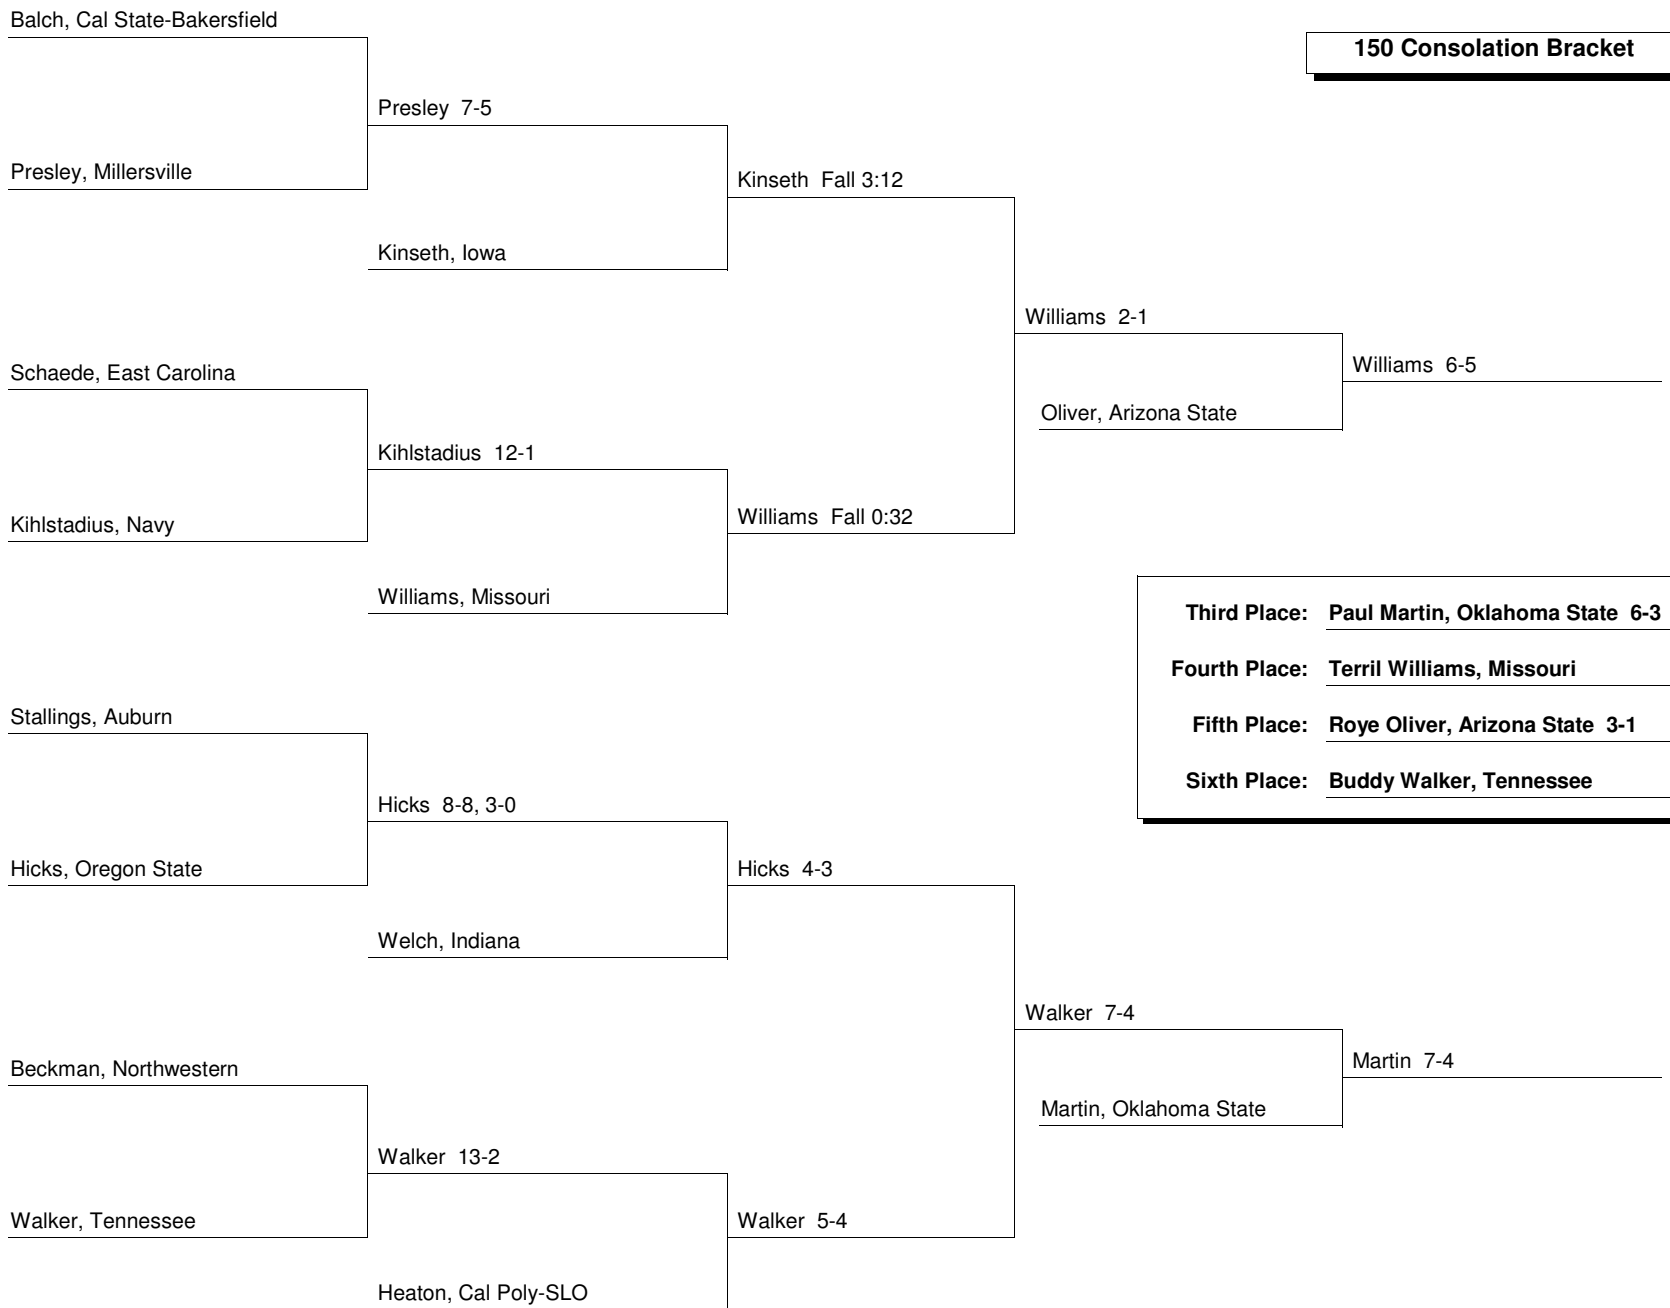 Balch, Cal State-Bakersfield
150 Consolation Bracket
Presley 7-5
Presley, Millersville
Kinseth Fall 3:12
Kinseth, Iowa
Williams 2-1
Schaede, East Carolina
Williams 6-5
Oliver, Arizona State
Kihlstadius 12-1
Kihlstadius, Navy
Williams Fall 0:32
Williams, Missouri
Third Place: Paul Martin, Oklahoma State 6-3
Fourth Place: Terril Williams, Missouri
Fifth Place: Roye Oliver, Arizona State 3-1
Sixth Place: Buddy Walker, Tennessee
Stallings, Auburn
Hicks 8-8, 3-0
Hicks, Oregon State
Hicks 4-3
Welch, Indiana
Walker 7-4
Beckman, Northwestern
Martin 7-4
Martin, Oklahoma State
Walker 13-2
Walker, Tennessee
Walker 5-4
Heaton, Cal Poly-SLO